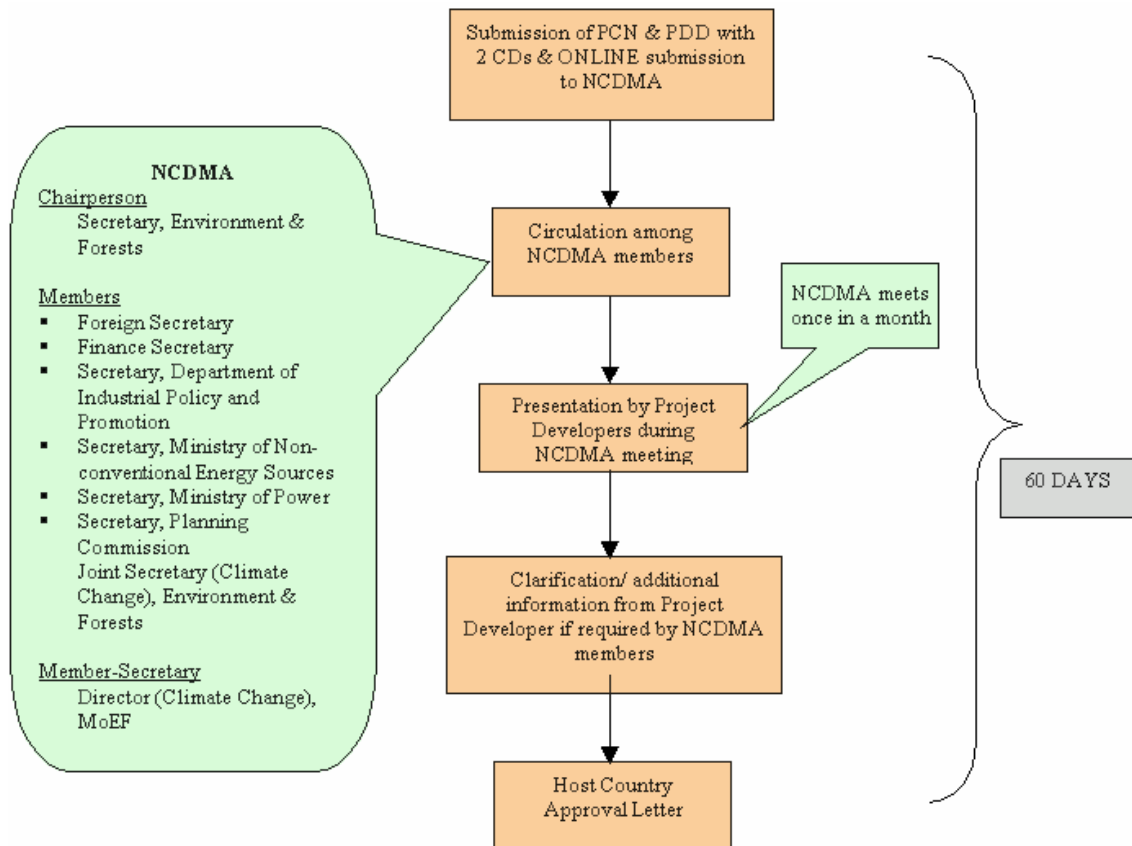 Submission of PCN & PDD with
2 CDs & ONLINE submission
to NCDMA
NCDMA
Chairperson
Secretary, Environment &
Forests
Members
▪ Foreign Secretary
▪ Finance Secretary
▪ Secretary, Department of
Industrial Policy and
Promotion
▪ Secretary, Ministry of Non-
conventional Energy Sources
▪ Secretary, Ministry of Power
▪ Secretary, Planning
Commission
Joint Secretary (Climate
Change), Environment &
Forests
Member-Secretary
Director (Climate Change),
MoEF
Circulation among
NCDMA members
NCDMA meets
once in a month
Presentation by Project
Developers during
NCDMA meeting
60 DAYS
Clarification/ additional
information from Project
Developer if required by NCDMA
members
Host Country
Approval Letter